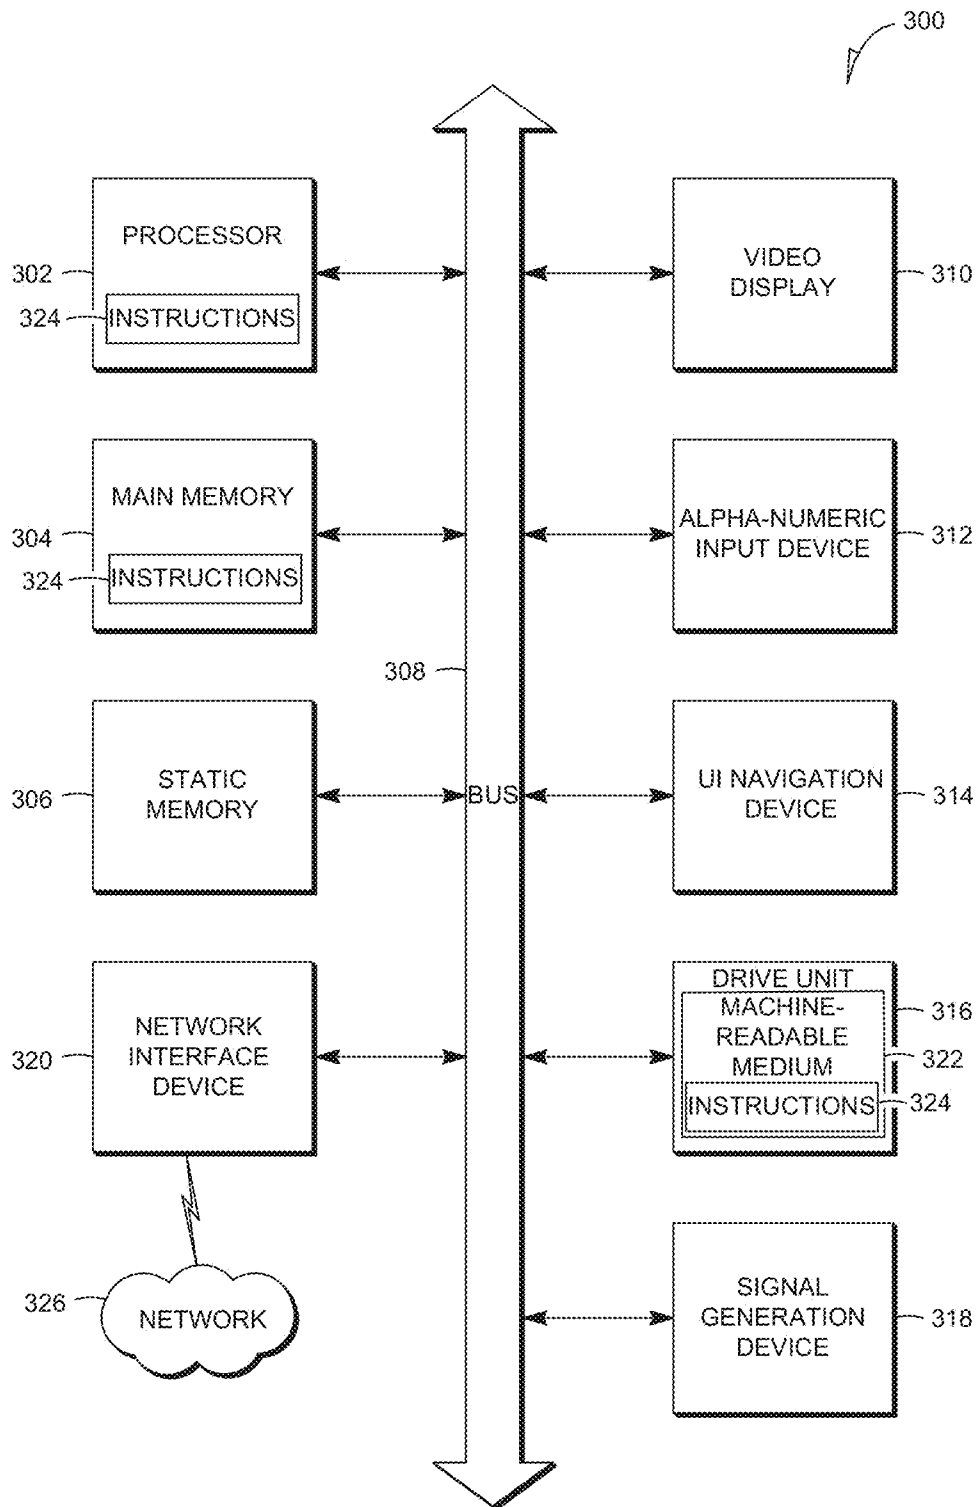 300
PROCESSOR
302
324
INSTRUCTIONS
VIDEO
DISPLAY
310
MAIN MEMORY
304
324
INSTRUCTIONS
ALPHA-NUMERIC
INPUT DEVICE
312
308
STATIC
MEMORY
306
BUS
UI NAVIGATION
DEVICE
314
NETWORK
INTERFACE
DEVICE
320
DRIVE UNIT
MACHINE-
READABLE
MEDIUM
INSTRUCTIONS
316
322
324
326
NETWORK
SIGNAL
GENERATION
DEVICE
318